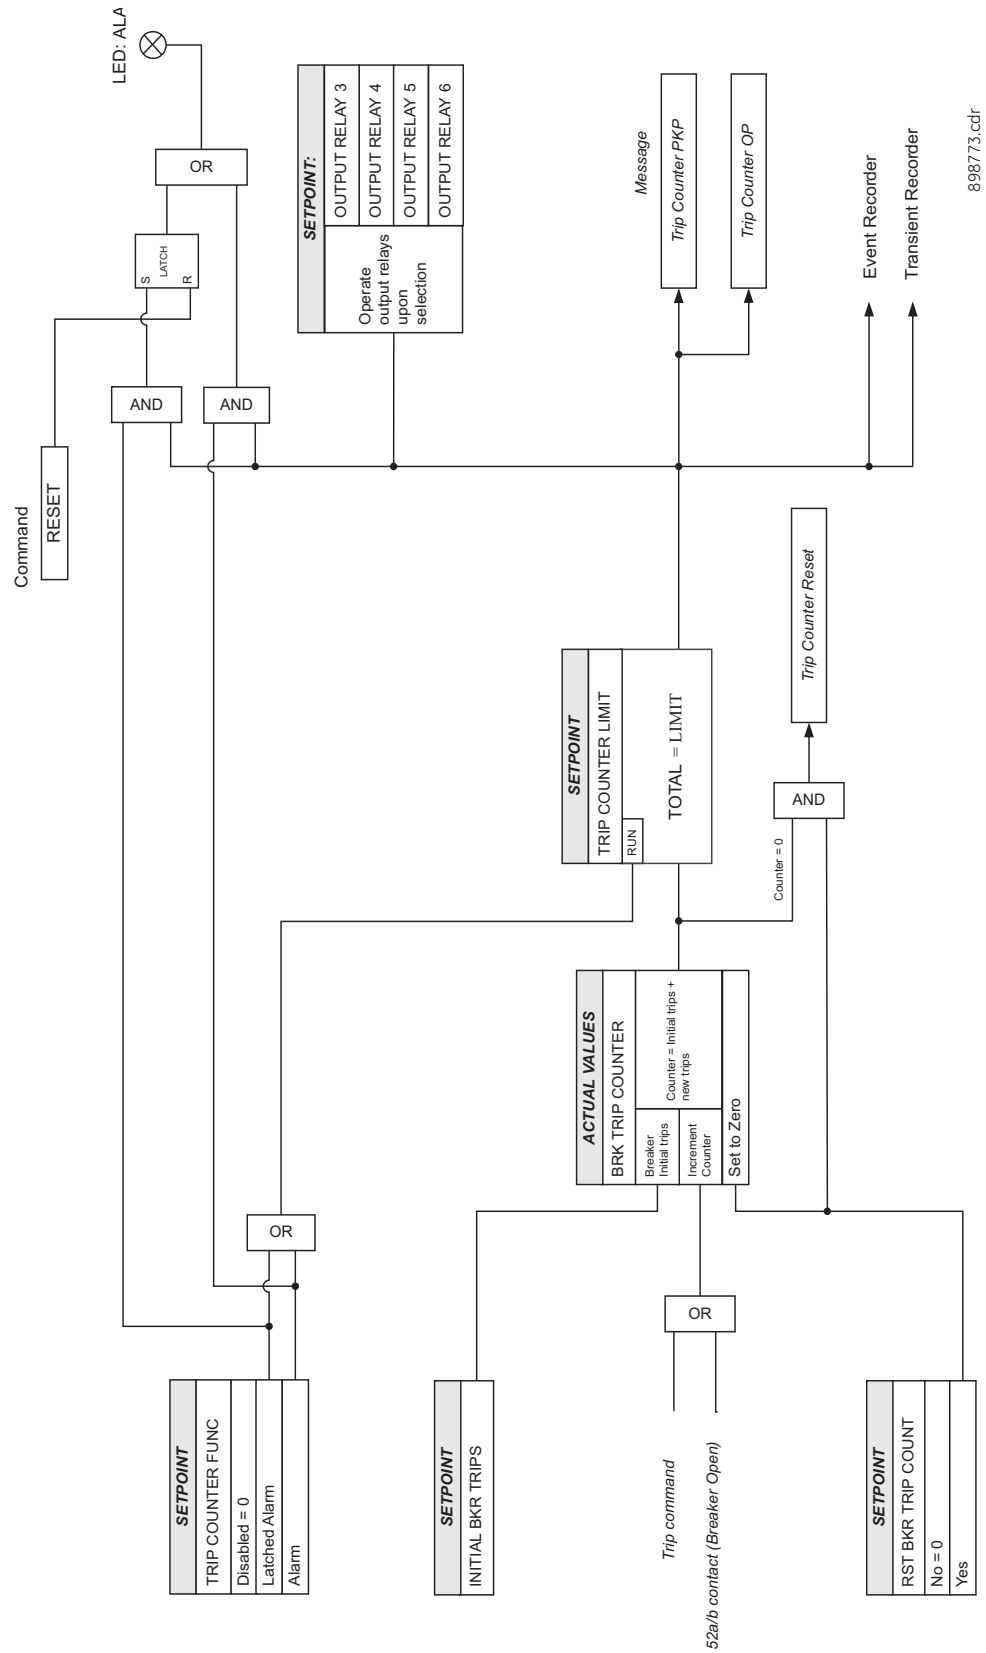 Command
RESET
LED: ALA
OR
S
LATCH
R
AND
AND
SETPOINT:
Operate
output relays
upon
selection
OUTPUT RELAY 3
OUTPUT RELAY 4
OUTPUT RELAY 5
OUTPUT RELAY 6
SETPOINT
TRIP COUNTER FUNC
Disabled = 0
Latched Alarm
Alarm
OR
SETPOINT
INITIAL BKR TRIPS
Trip command
52a/b contact (Breaker Open)
OR
SETPOINT
RST BKR TRIP COUNT
No = 0
Yes
ACTUAL VALUES
BRK TRIP COUNTER
Breaker
Initial trips
Increment
Counter
Counter = Initial trips +
new trips
Set to Zero
SETPOINT
TRIP COUNTER LIMIT
RUN
TOTAL = LIMIT
Counter = 0
AND
Trip Counter Reset
Message
Trip Counter PKP
Trip Counter OP
Event Recorder
Transient Recorder
898773.cdr